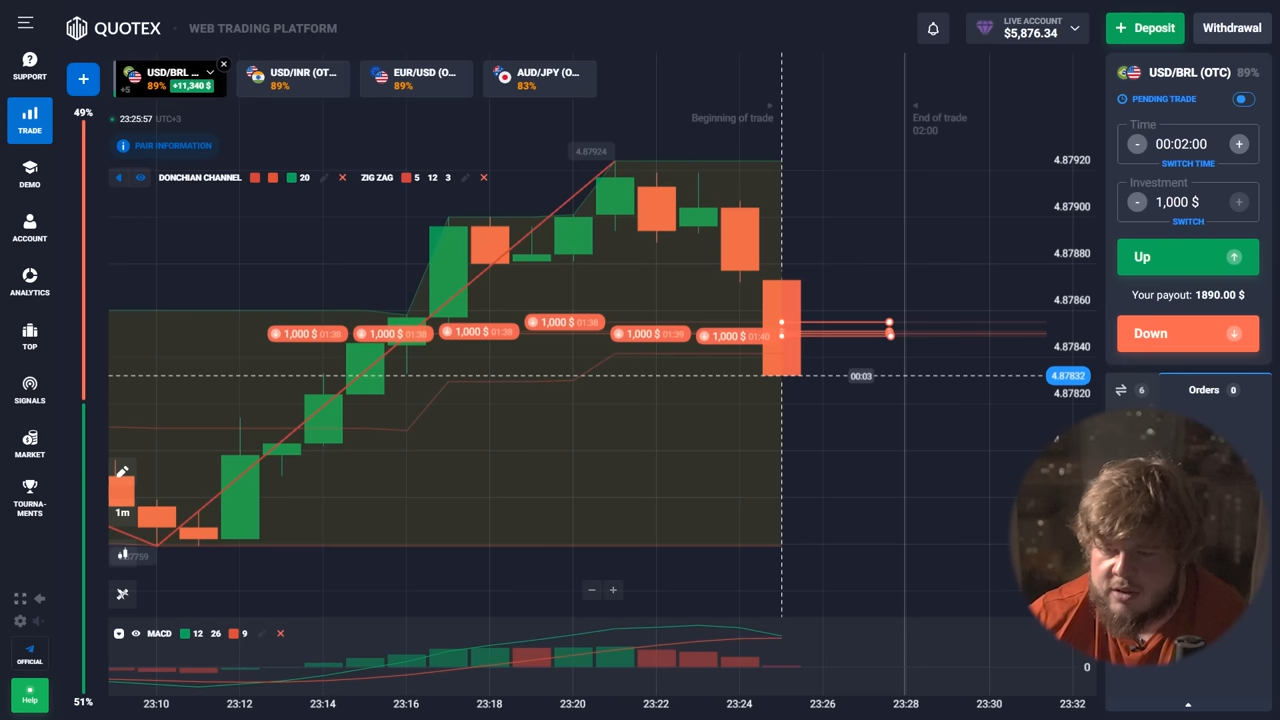 QUOTEX
WEB TRADING PLATFORM
LIVE ACCOUNT
$5,876.34
Deposit
Withdrawal
SUPPORT
TRADE
DEMO
ACCOUNT
ANALYTICS
TOP
SIGNALS
MARKET
TOURNA-
MENTS
OFFICIAL
Help
+
USD/BRL ...
+5
89% +11,340 $
USD/INR (OT...
89%
EUR/USD (O...
89%
AUD/JPY (O...
83%
49%
51%
23:25:57 UTC+3
PAIR INFORMATION
DONCHIAN CHANNEL 20
ZIG ZAG 5 12 3
Beginning of trade
End of trade
02:00
4.87924
1,000 $ 01:38
1,000 $ 01:38
1,000 $ 01:38
1,000 $ 01:38
1,000 $ 01:39
1,000 $ 01:40
00:03
4.87920
4.87900
4.87880
4.87860
4.87840
4.87832
4.87820
1m
MACD 12 26 9
0
23:10 23:12 23:14 23:16 23:18 23:20 23:22 23:24 23:26 23:28 23:30 23:32
USD/BRL (OTC) 89%
PENDING TRADE
Time
- 00:02:00 +
SWITCH TIME
Investment
- 1,000 $ +
SWITCH
Up
Your payout: 1890.00 $
Down
6
Orders 0